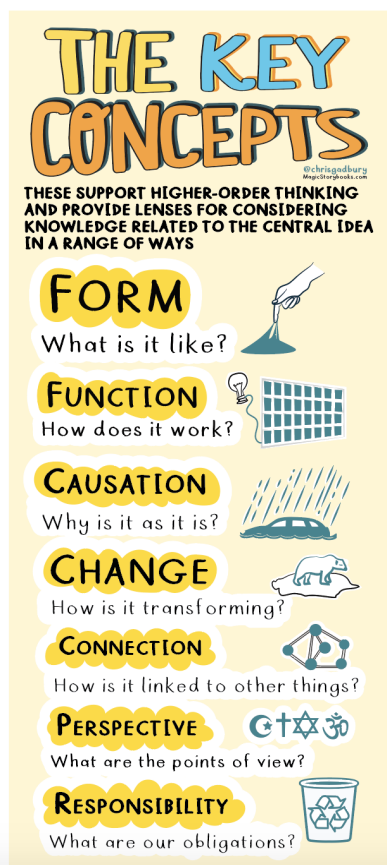 THE KEY
CONCEPTS
@chrisgadbury
MagicStorybooks.com
THESE SUPPORT HIGHER-ORDER THINKING
AND PROVIDE LENSES FOR CONSIDERING
KNOWLEDGE RELATED TO THE CENTRAL IDEA
IN A RANGE OF WAYS
FORM
What is it like?
FUNCTION
How does it work?
CAUSATION
Why is it as it is?
CHANGE
How is it transforming?
CONNECTION
How is it linked to other things?
PERSPECTIVE
What are the points of view?
RESPONSIBILITY
What are our obligations?